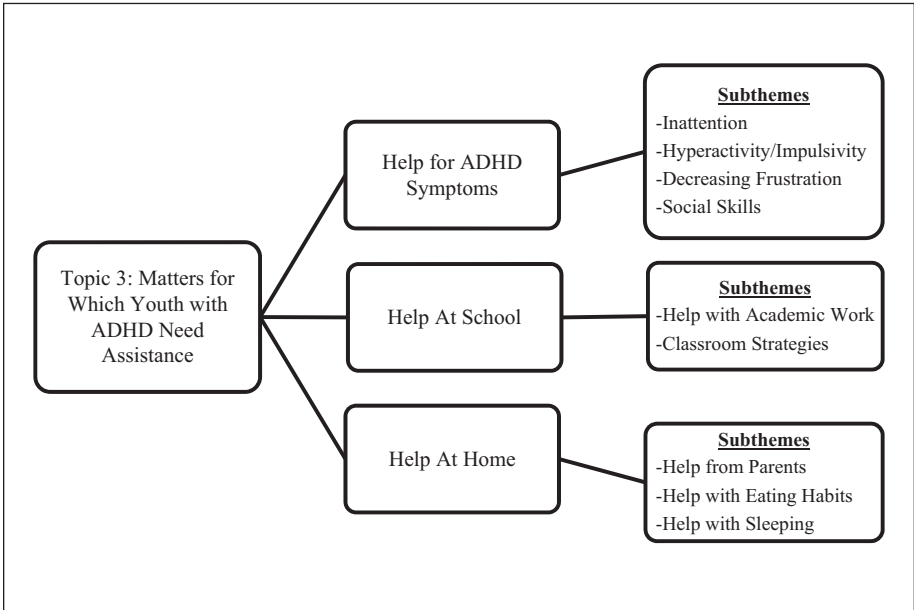 Topic 3: Matters for
Which Youth with
ADHD Need
Assistance
Help for ADHD
Symptoms
Subthemes
-Inattention
-Hyperactivity/Impulsivity
-Decreasing Frustration
-Social Skills
Help At School
Subthemes
-Help with Academic Work
-Classroom Strategies
Help At Home
Subthemes
-Help from Parents
-Help with Eating Habits
-Help with Sleeping